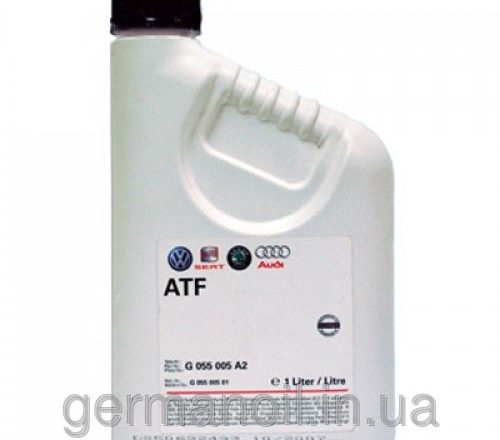 SEAT Audi
ATF
G 055 005 A2
G 055 005 01
℮ 1 Liter / Litre
germanoil.in.ua